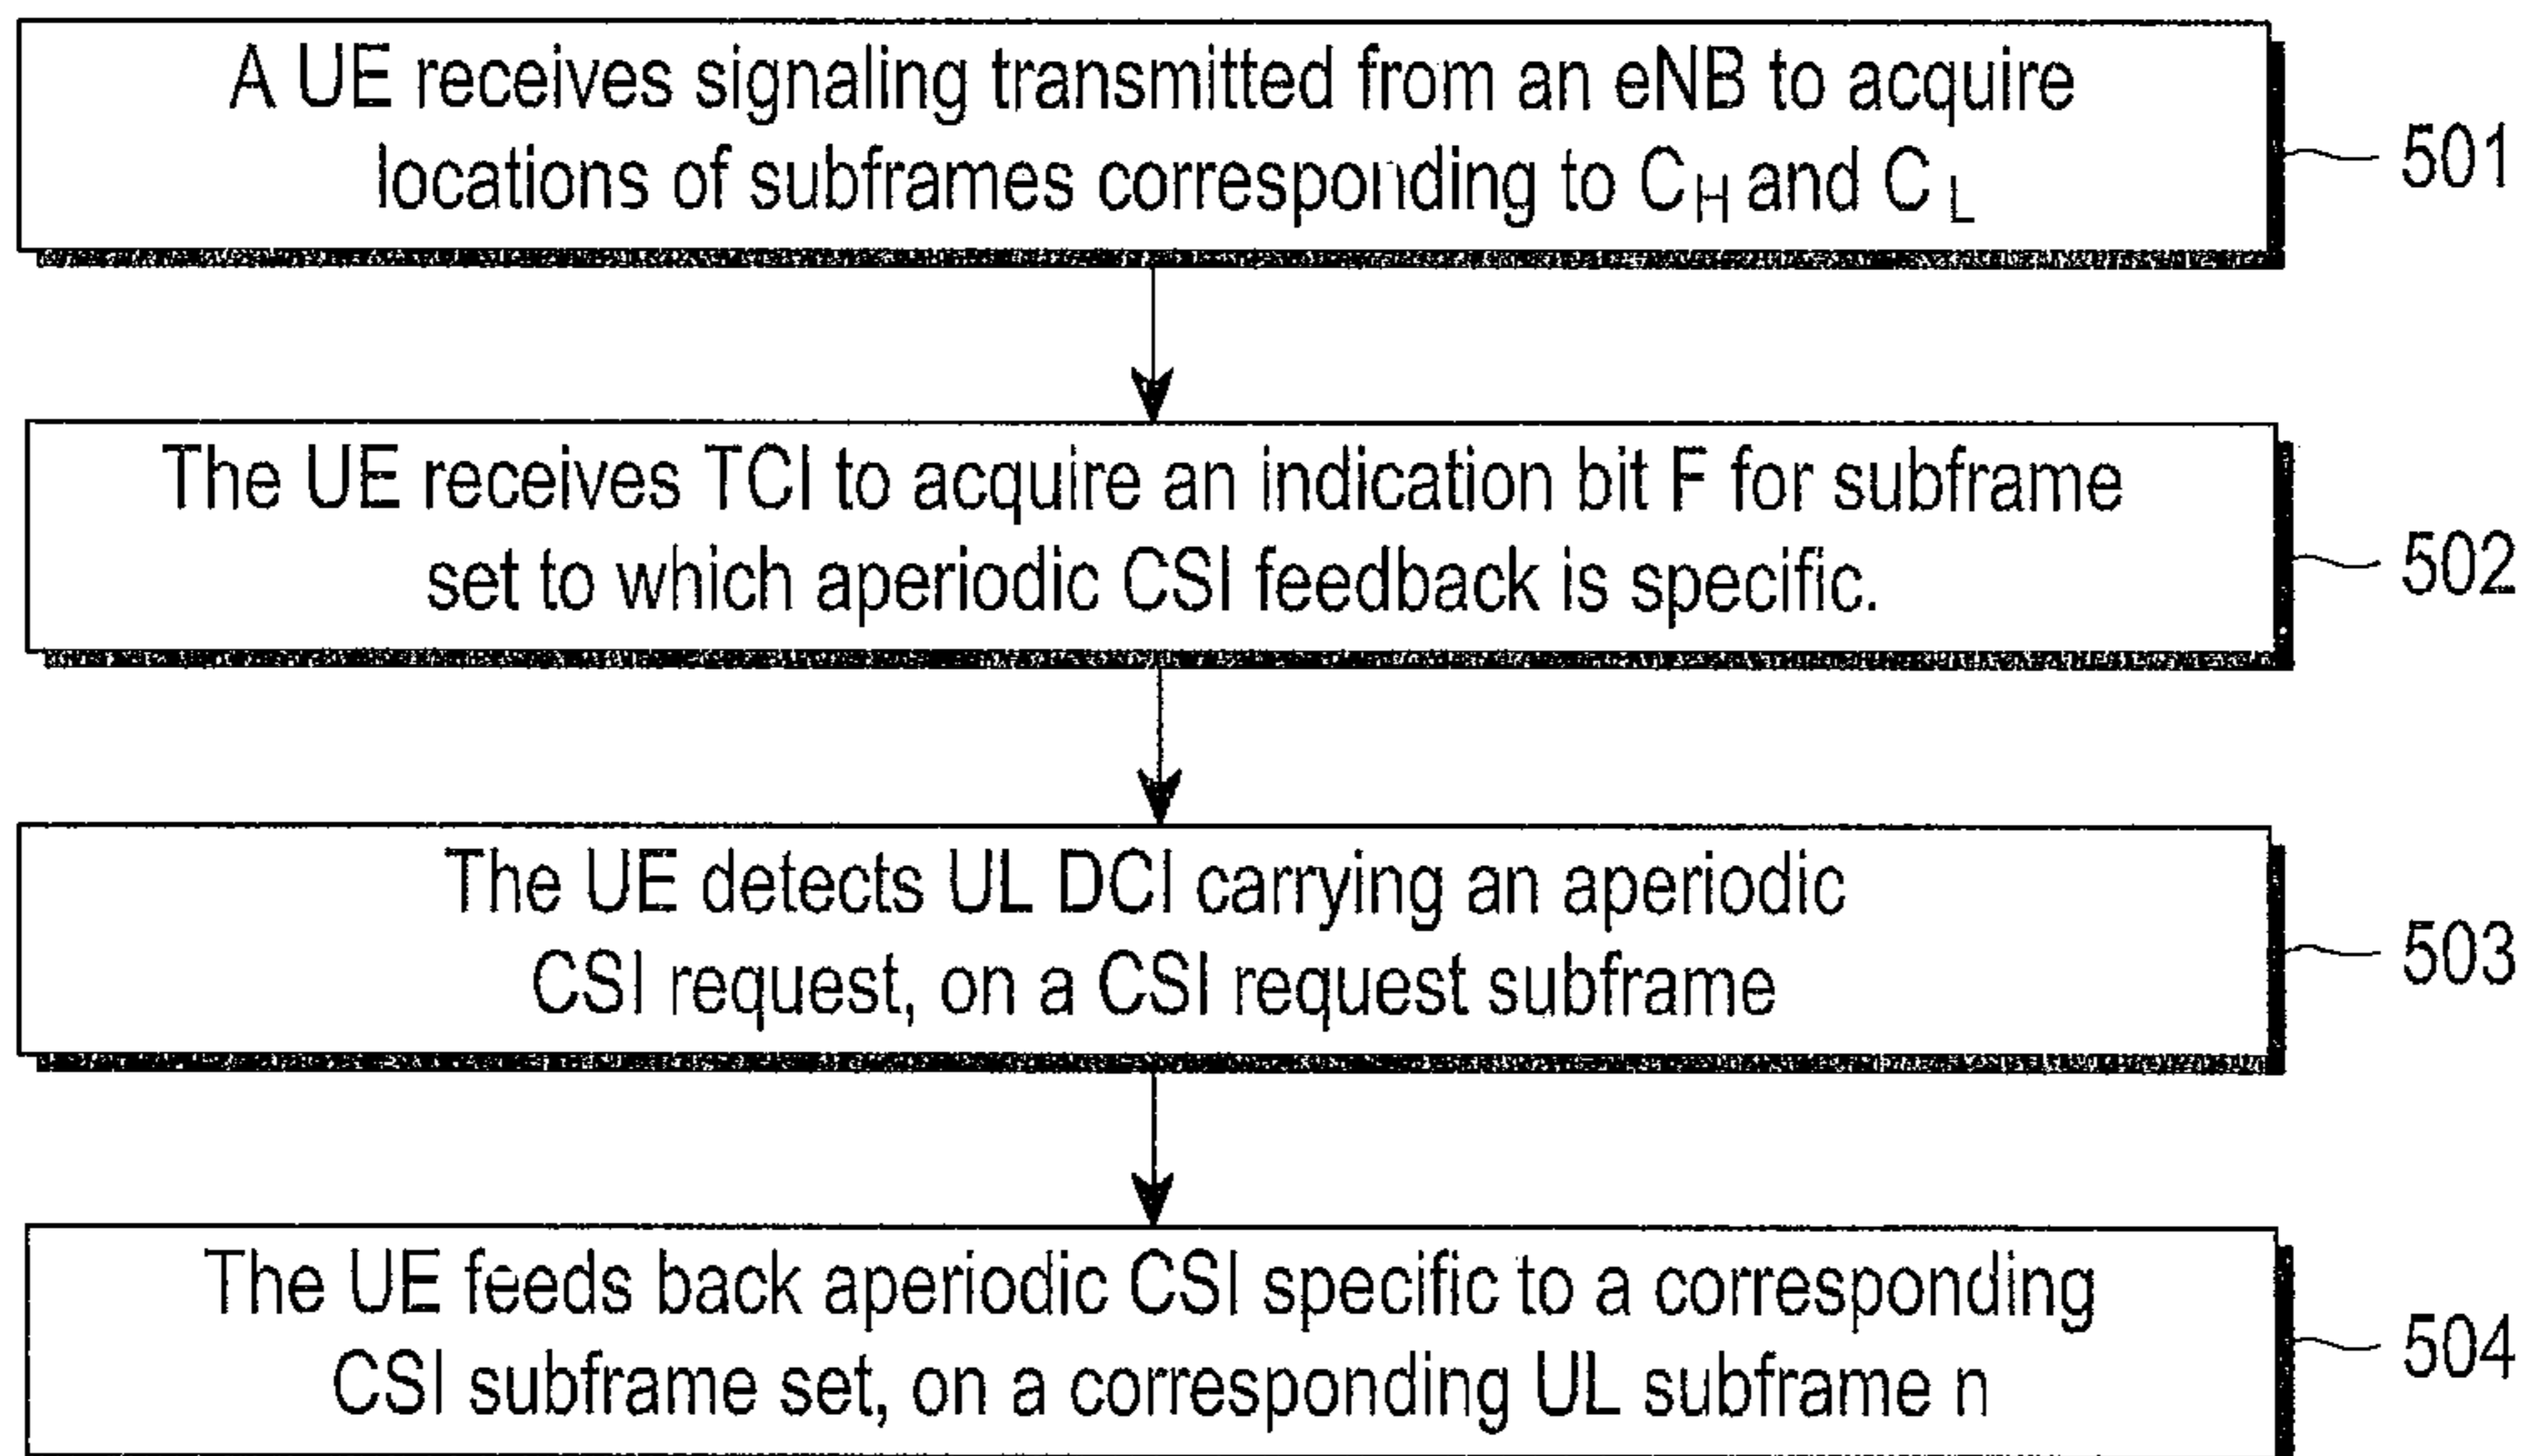 A UE receives signaling transmitted from an eNB to acquire
locations of subframes corresponding to C_H and C_L
501
The UE receives TCI to acquire an indication bit F for subframe
set to which aperiodic CSI feedback is specific.
502
The UE detects UL DCI carrying an aperiodic
CSI request, on a CSI request subframe
503
The UE feeds back aperiodic CSI specific to a corresponding
CSI subframe set, on a corresponding UL subframe n
504